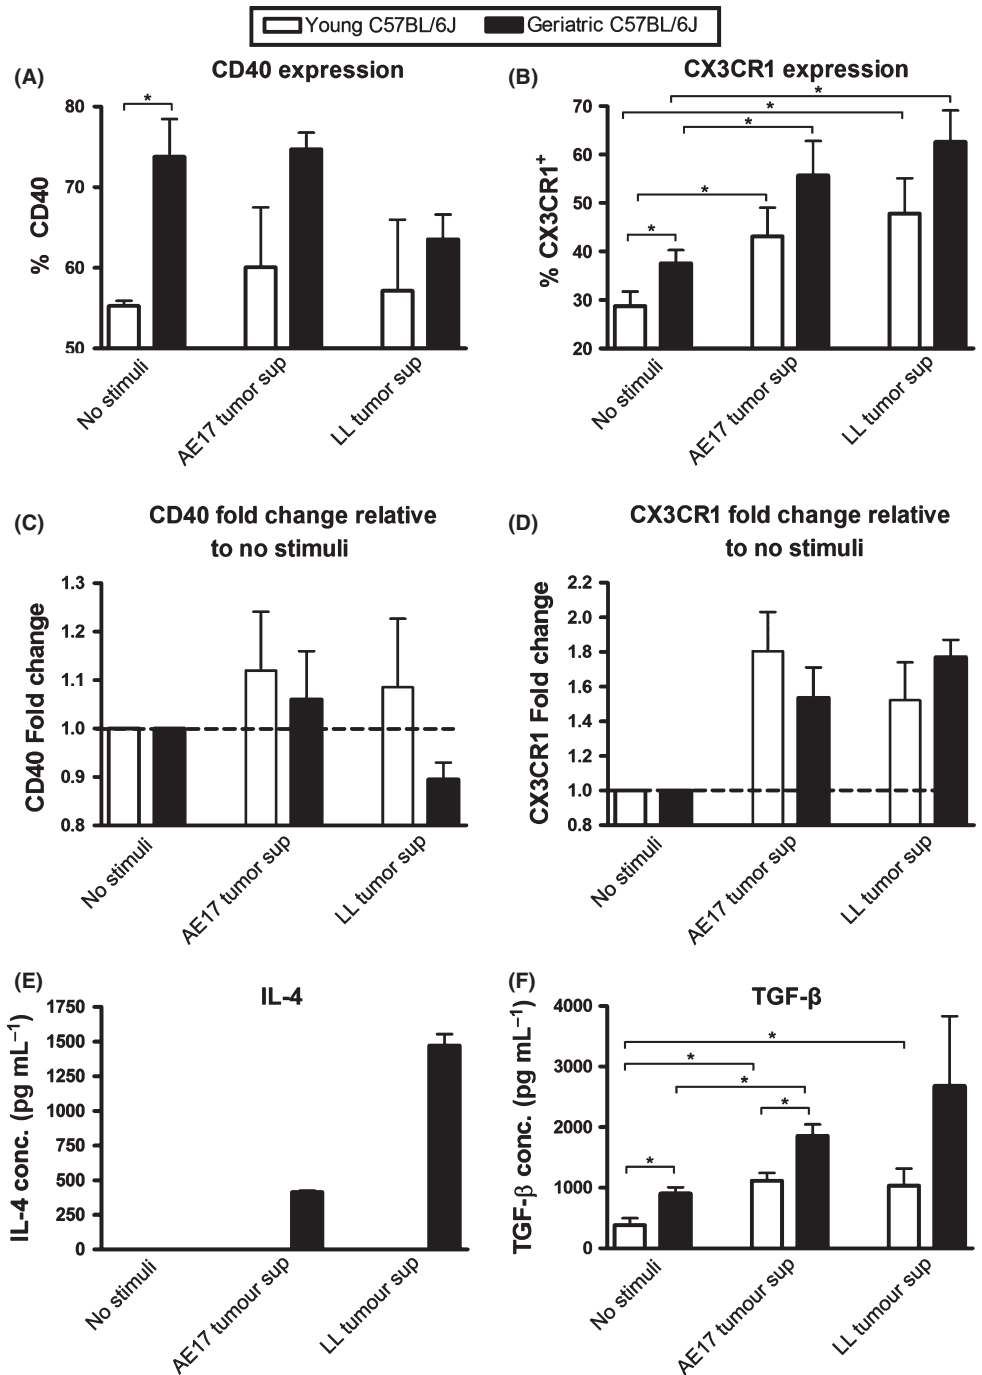 Young C57BL/6J Geriatric C57BL/6J
(A) CD40 expression
% CD40
80
70
60
50
*
No stimuli
AE17 tumor sup
LL tumor sup
(B) CX3CR1 expression
% CX3CR1⁺
70
60
50
40
30
20
*
*
*
*
*
No stimuli
AE17 tumor sup
LL tumor sup
(C) CD40 fold change relative
to no stimuli
CD40 Fold change
1.3
1.2
1.1
1.0
0.9
0.8
No stimuli
AE17 tumor sup
LL tumor sup
(D) CX3CR1 fold change relative
to no stimuli
CX3CR1 Fold change
2.2
2.0
1.8
1.6
1.4
1.2
1.0
0.8
No stimuli
AE17 tumor sup
LL tumor sup
(E) IL-4
IL-4 conc. (pg mL⁻¹)
1750
1500
1250
1000
750
500
250
0
No stimuli
AE17 tumour sup
LL tumour sup
(F) TGF-β
TGF-β conc. (pg mL⁻¹)
4000
3000
2000
1000
0
*
*
*
*
*
No stimuli
AE17 tumour sup
LL tumour sup